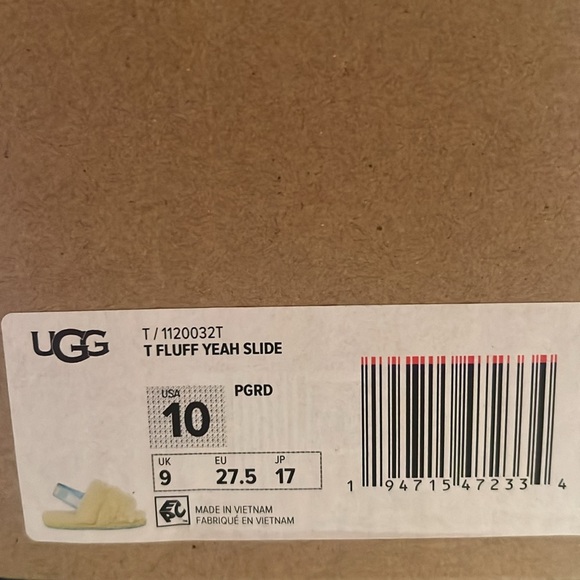 UGG
T / 1120032T
T FLUFF YEAH SLIDE
USA
10
PGRD
UK EU JP
9 27.5 17
EPC
MADE IN VIETNAM
FABRIQUÉ EN VIETNAM
1 94715 47233 4